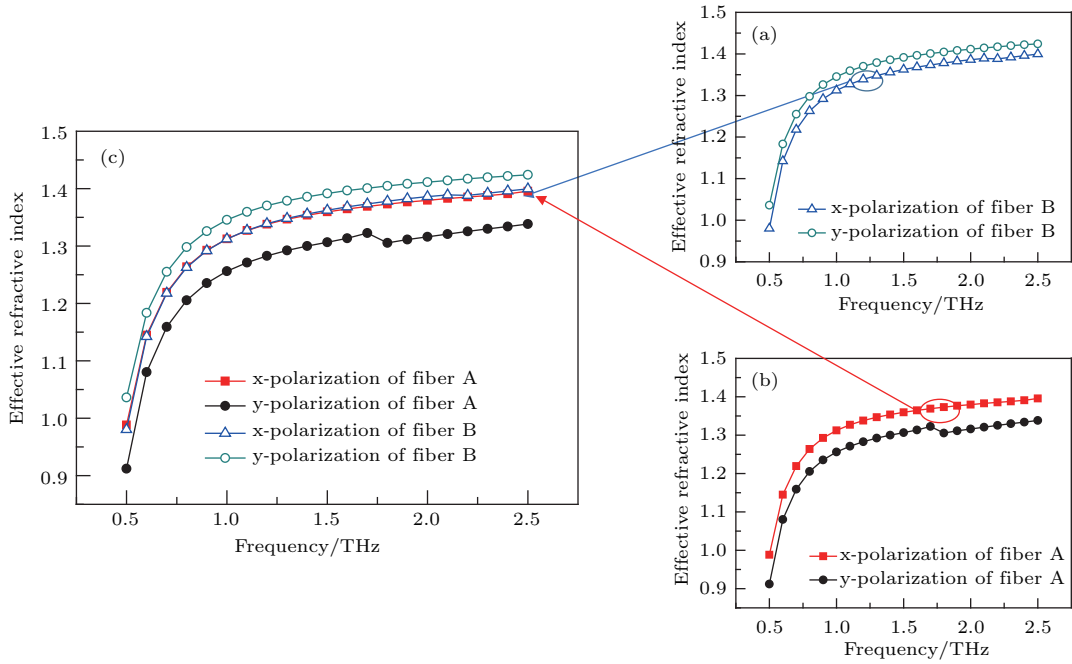 (c)
1.5
1.4
1.3
1.2
1.1
1.0
0.9
Effective refractive index
x-polarization of fiber A
y-polarization of fiber A
x-polarization of fiber B
y-polarization of fiber B
0.5 1.0 1.5 2.0 2.5
Frequency/THz
(a)
1.5
1.4
1.3
1.2
1.1
1.0
0.9
Effective refractive index
x-polarization of fiber B
y-polarization of fiber B
0.5 1.0 1.5 2.0 2.5
Frequency/THz
(b)
1.5
1.4
1.3
1.2
1.1
1.0
0.9
Effective refractive index
x-polarization of fiber A
y-polarization of fiber A
0.5 1.0 1.5 2.0 2.5
Frequency/THz